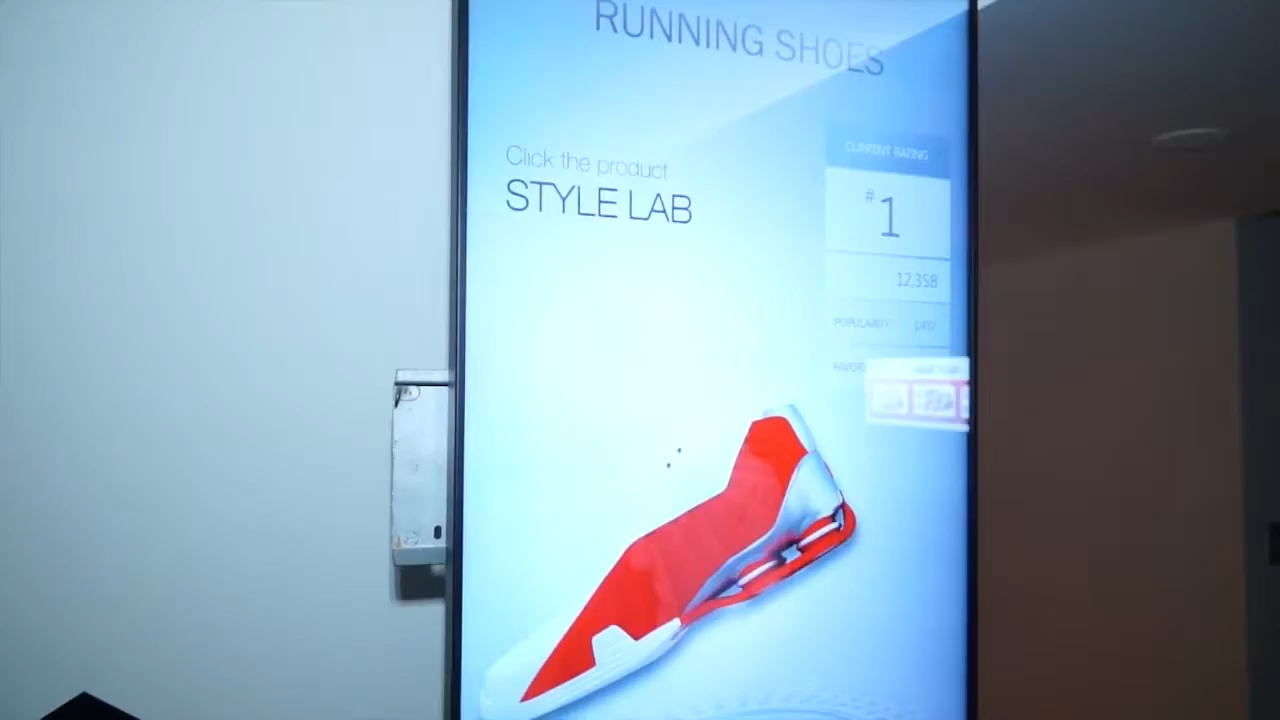 RUNNING SHOES
Click the product
STYLE LAB
CURRENT RATING
#1
12,358
POPULARITY